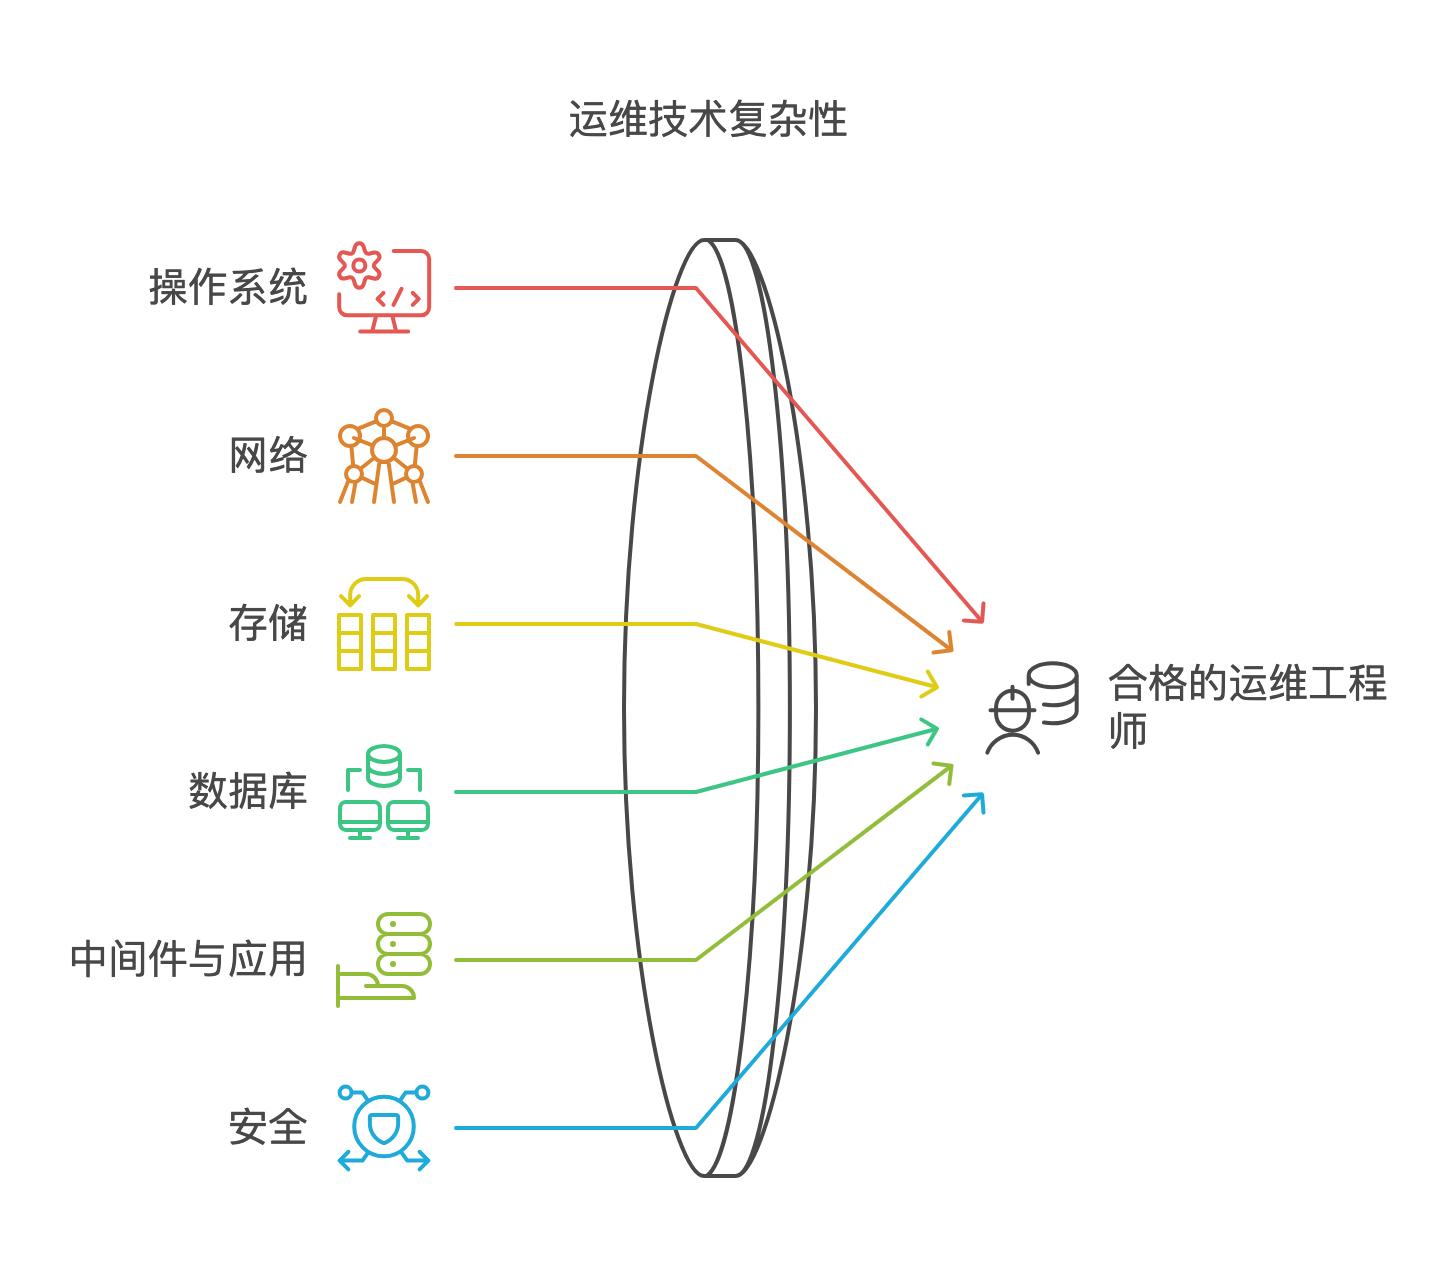 运维技术复杂性
操作系统
网络
存储
数据库
中间件与应用
安全
合格的运维工程
师